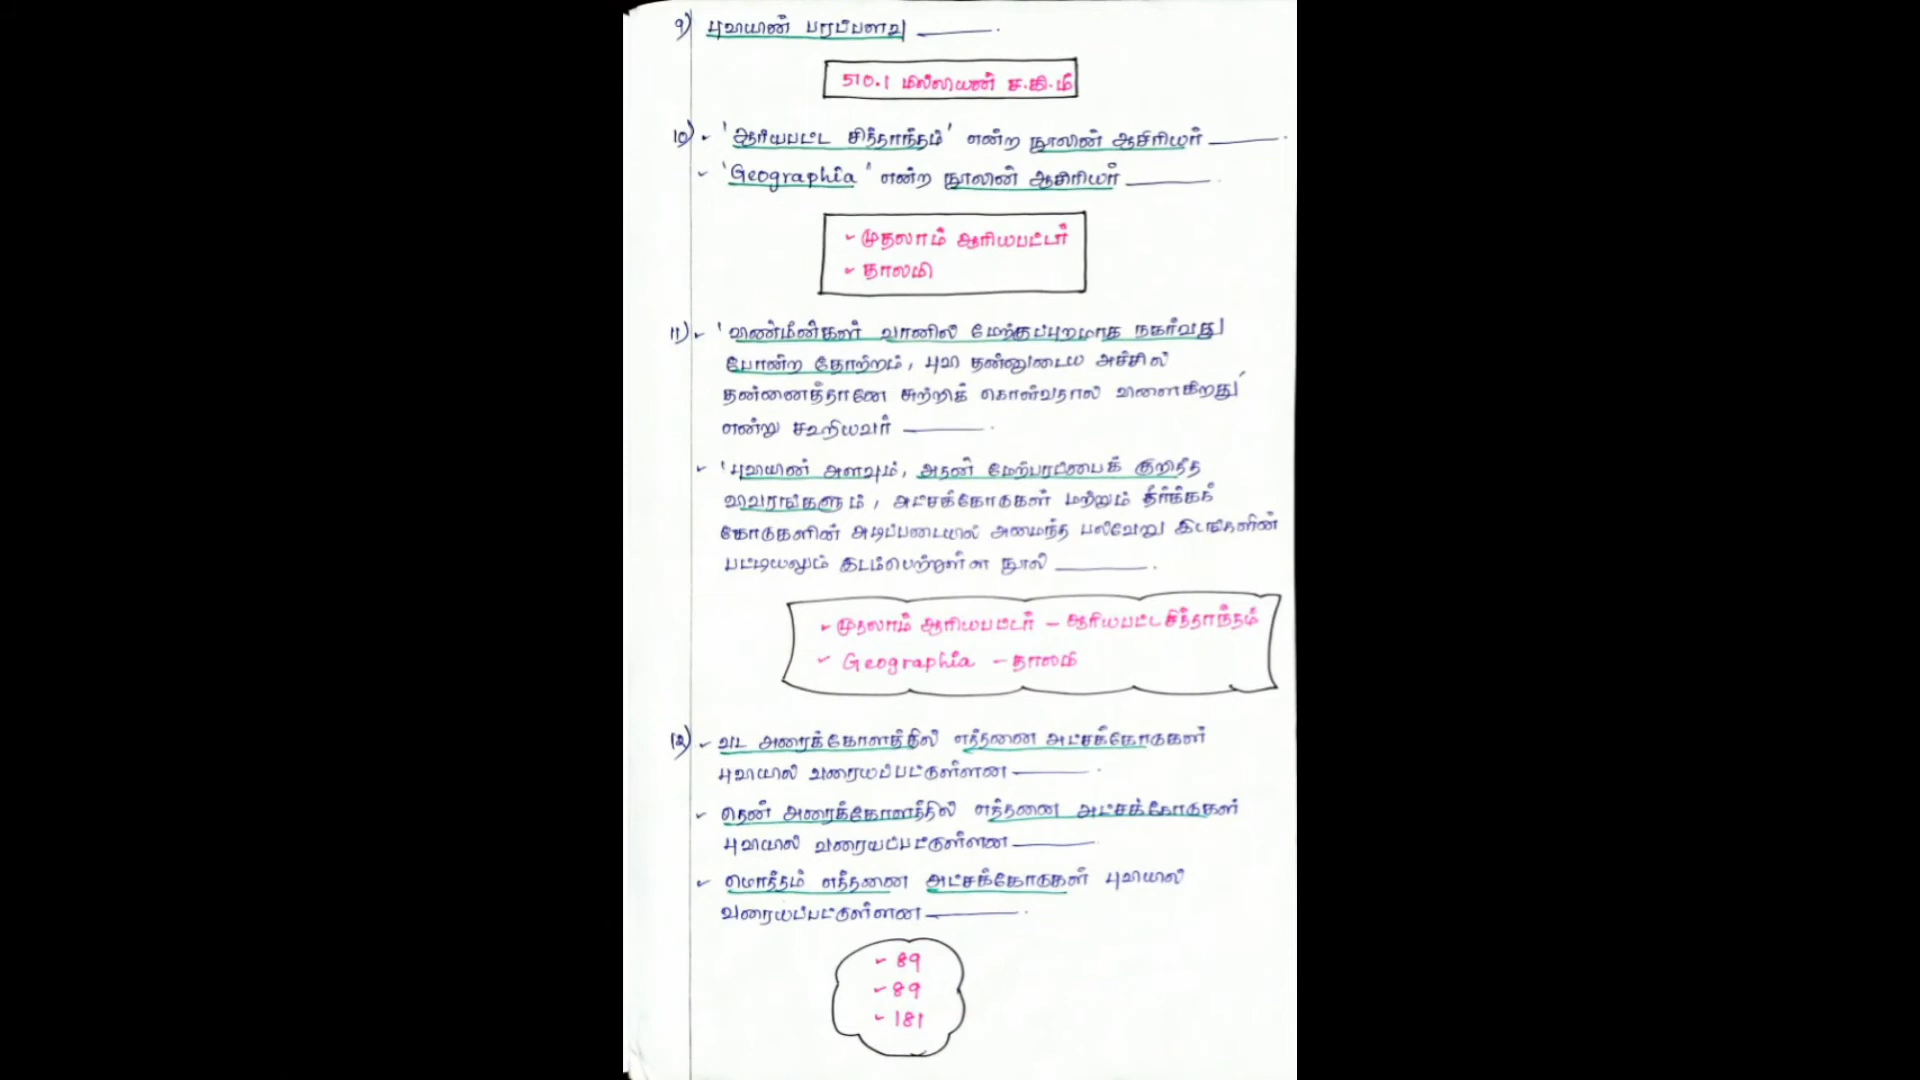 9) புவியின் பரப்பளவு ______.
510.1 மில்லியன் ச.கி.மீ
10) 'ஆரியபட்ட சித்தாந்தம்' என்ற நூலின் ஆசிரியர் ______.
'Geographia' என்ற நூலின் ஆசிரியர் ______.
முதலாம் ஆரியபட்டர்
தாலமி
11) 'விண்மீன்கள் வானில் மேற்குப்புறமாக நகர்வது
போன்ற தோற்றம், புவி தன்னுடைய அச்சில்
தன்னைத்தானே சுற்றிக் கொள்வதால் விளைகிறது'
என்று கூறியவர் ______.
'புவியின் அளவும், அதன் மேற்பரப்பைக் குறித்த
விவரங்களும், அட்சக்கோடுகள் மற்றும் தீர்க்கக்
கோடுகளின் அடிப்படையில் அமைந்த பல்வேறு இடங்களின்
பட்டியலும் இடம்பெற்றுள்ள நூல் ______.
முதலாம் ஆரியபட்டர் – ஆரியபட்ட சித்தாந்தம்
Geographia – தாலமி
12) வட அரைக்கோளத்தில் எத்தனை அட்சக்கோடுகள்
புவியில் வரையப்பட்டுள்ளன ______.
தென் அரைக்கோளத்தில் எத்தனை அட்சக்கோடுகள்
புவியில் வரையப்பட்டுள்ளன ______
மொத்தம் எத்தனை அட்சக்கோடுகள் புவியில்
வரையப்பட்டுள்ளன ______.
89
89
181